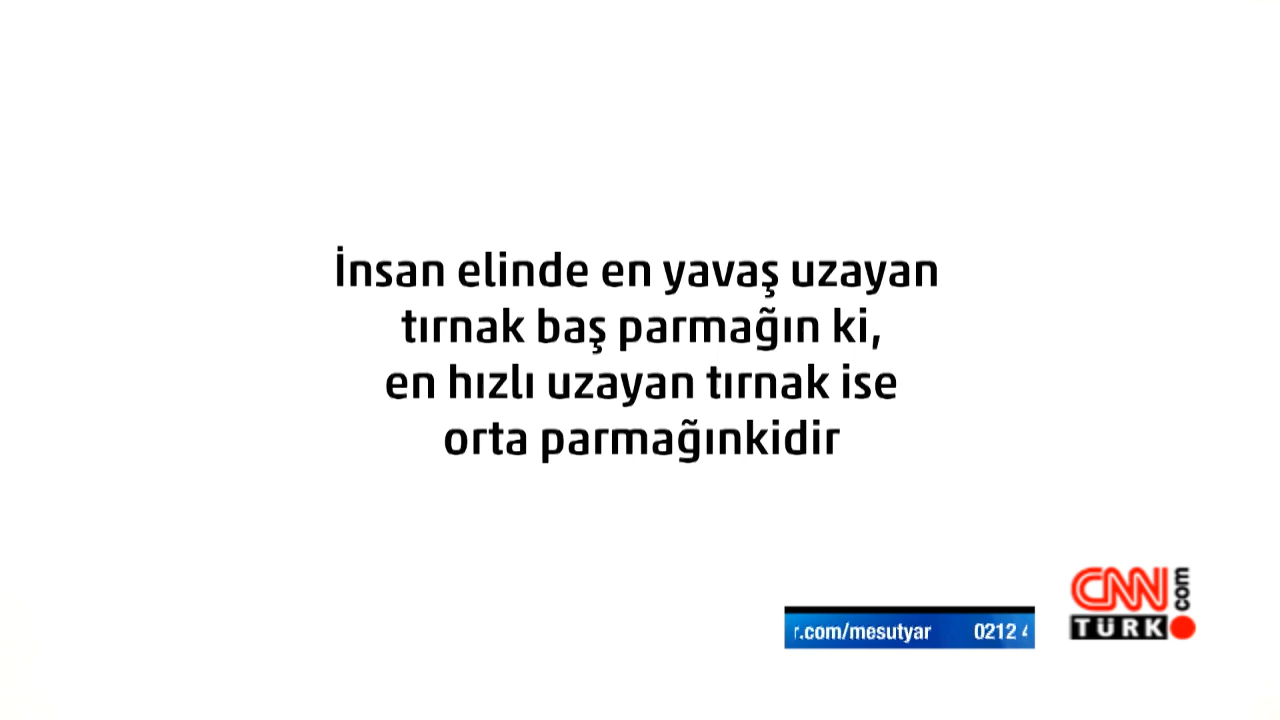 İnsan elinde en yavaş uzayan
tırnak baş parmağın ki,
en hızlı uzayan tırnak ise
orta parmağınkidir
r.com/mesutyar 0212
CNN
TURK
.com